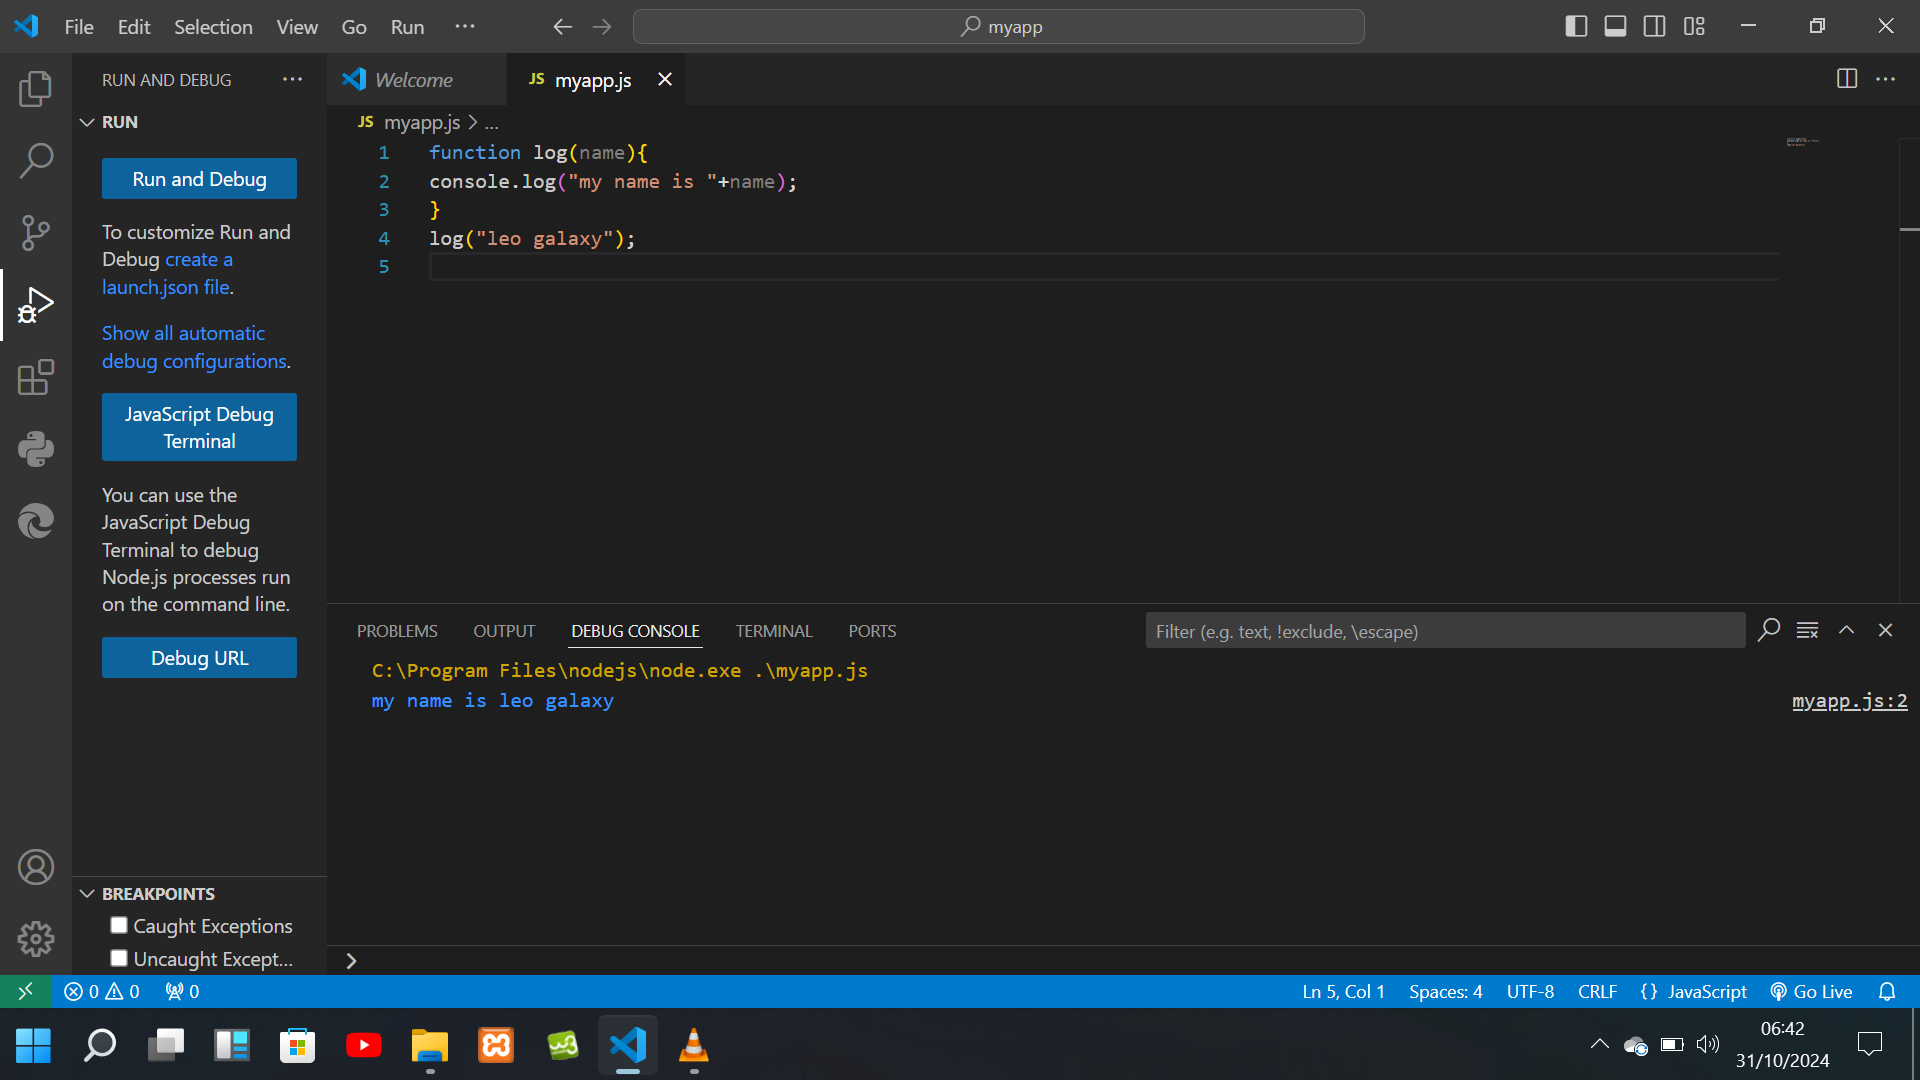 File Edit Selection View Go Run ···
myapp
RUN AND DEBUG ···
RUN
Run and Debug
To customize Run and
Debug create a
launch.json file.
Show all automatic
debug configurations.
JavaScript Debug
Terminal
You can use the
JavaScript Debug
Terminal to debug
Node.js processes run
on the command line.
Debug URL
BREAKPOINTS
Caught Exceptions
Uncaught Except...
Welcome
JS myapp.js
JS myapp.js > ...
1 function log(name){
2 console.log("my name is "+name);
3 }
4 log("leo galaxy");
5
PROBLEMS OUTPUT DEBUG CONSOLE TERMINAL PORTS
Filter (e.g. text, !exclude, \escape)
C:\Program Files\nodejs\node.exe .\myapp.js
my name is leo galaxy
myapp.js:2
0 0 0
Ln 5, Col 1 Spaces: 4 UTF-8 CRLF {} JavaScript Go Live
06:42
31/10/2024